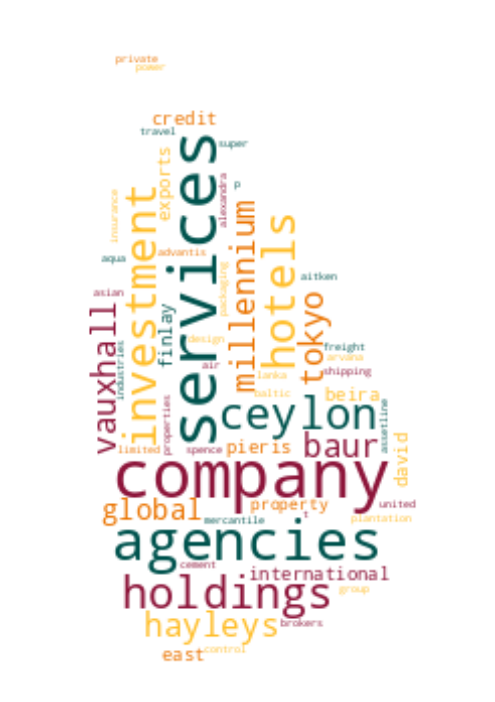 private
power
credit
travel
super
services
exports
investment
insurance
alexandra
p
millennium
hotels
advantis
aqua
packaging
aitken
asian
vauxhall
industries
finlay
tokyo
design
freight
arvana
air
lanka
shipping
baltic
beira
properties
ceylon
assetline
limited
spence
pieris
baur
david
company
global
property
united
mercantile
t
plantation
agencies
cement
international
holdings
group
hayleys
brokers
east
control